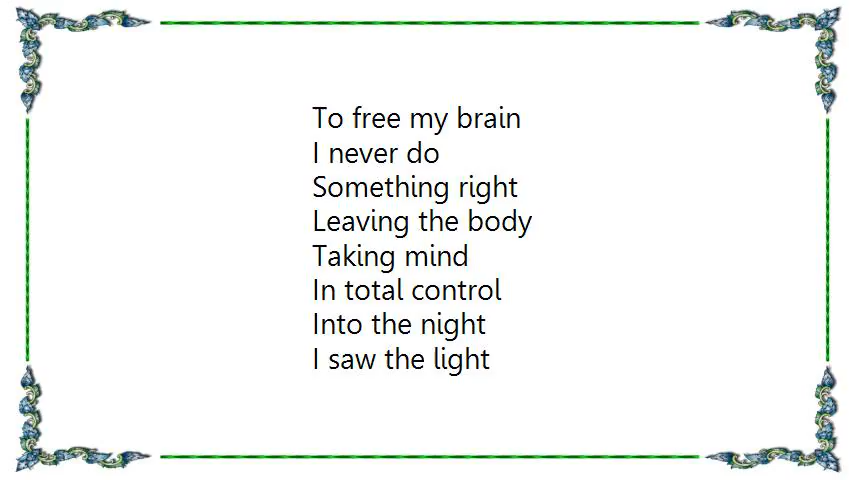 To free my brain
I never do
Something right
Leaving the body
Taking mind
In total control
Into the night
I saw the light